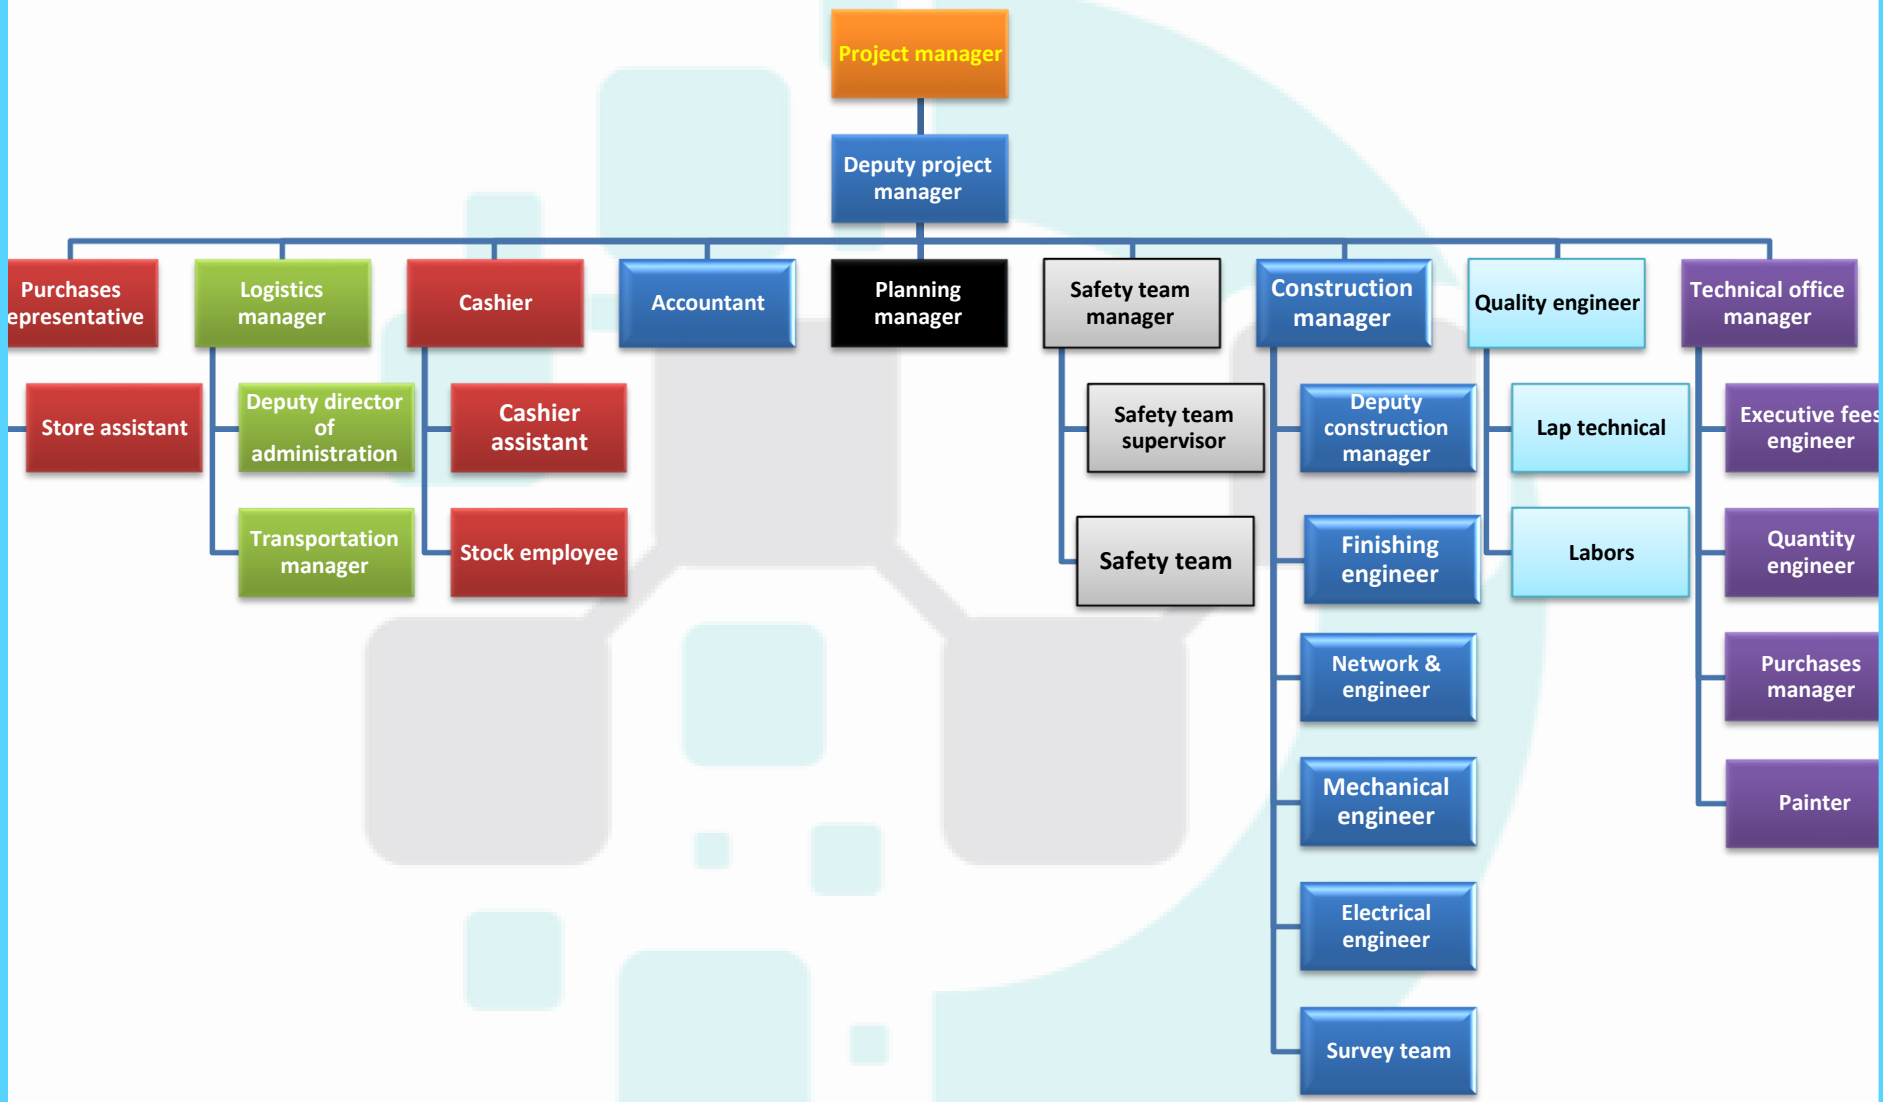 Project manager
Deputy project
manager
Purchases
epresentative
Logistics
manager
Cashier
Accountant
Planning
manager
Safety team
manager
Construction
manager
Quality engineer
Technical office
manager
Store assistant
Deputy director
of
administration
Cashier
assistant
Safety team
supervisor
Deputy
construction
manager
Lap technical
Executive fees
engineer
Transportation
manager
Stock employee
Safety team
Finishing
engineer
Labors
Quantity
engineer
Network &
engineer
Purchases
manager
Mechanical
engineer
Painter
Electrical
engineer
Survey team